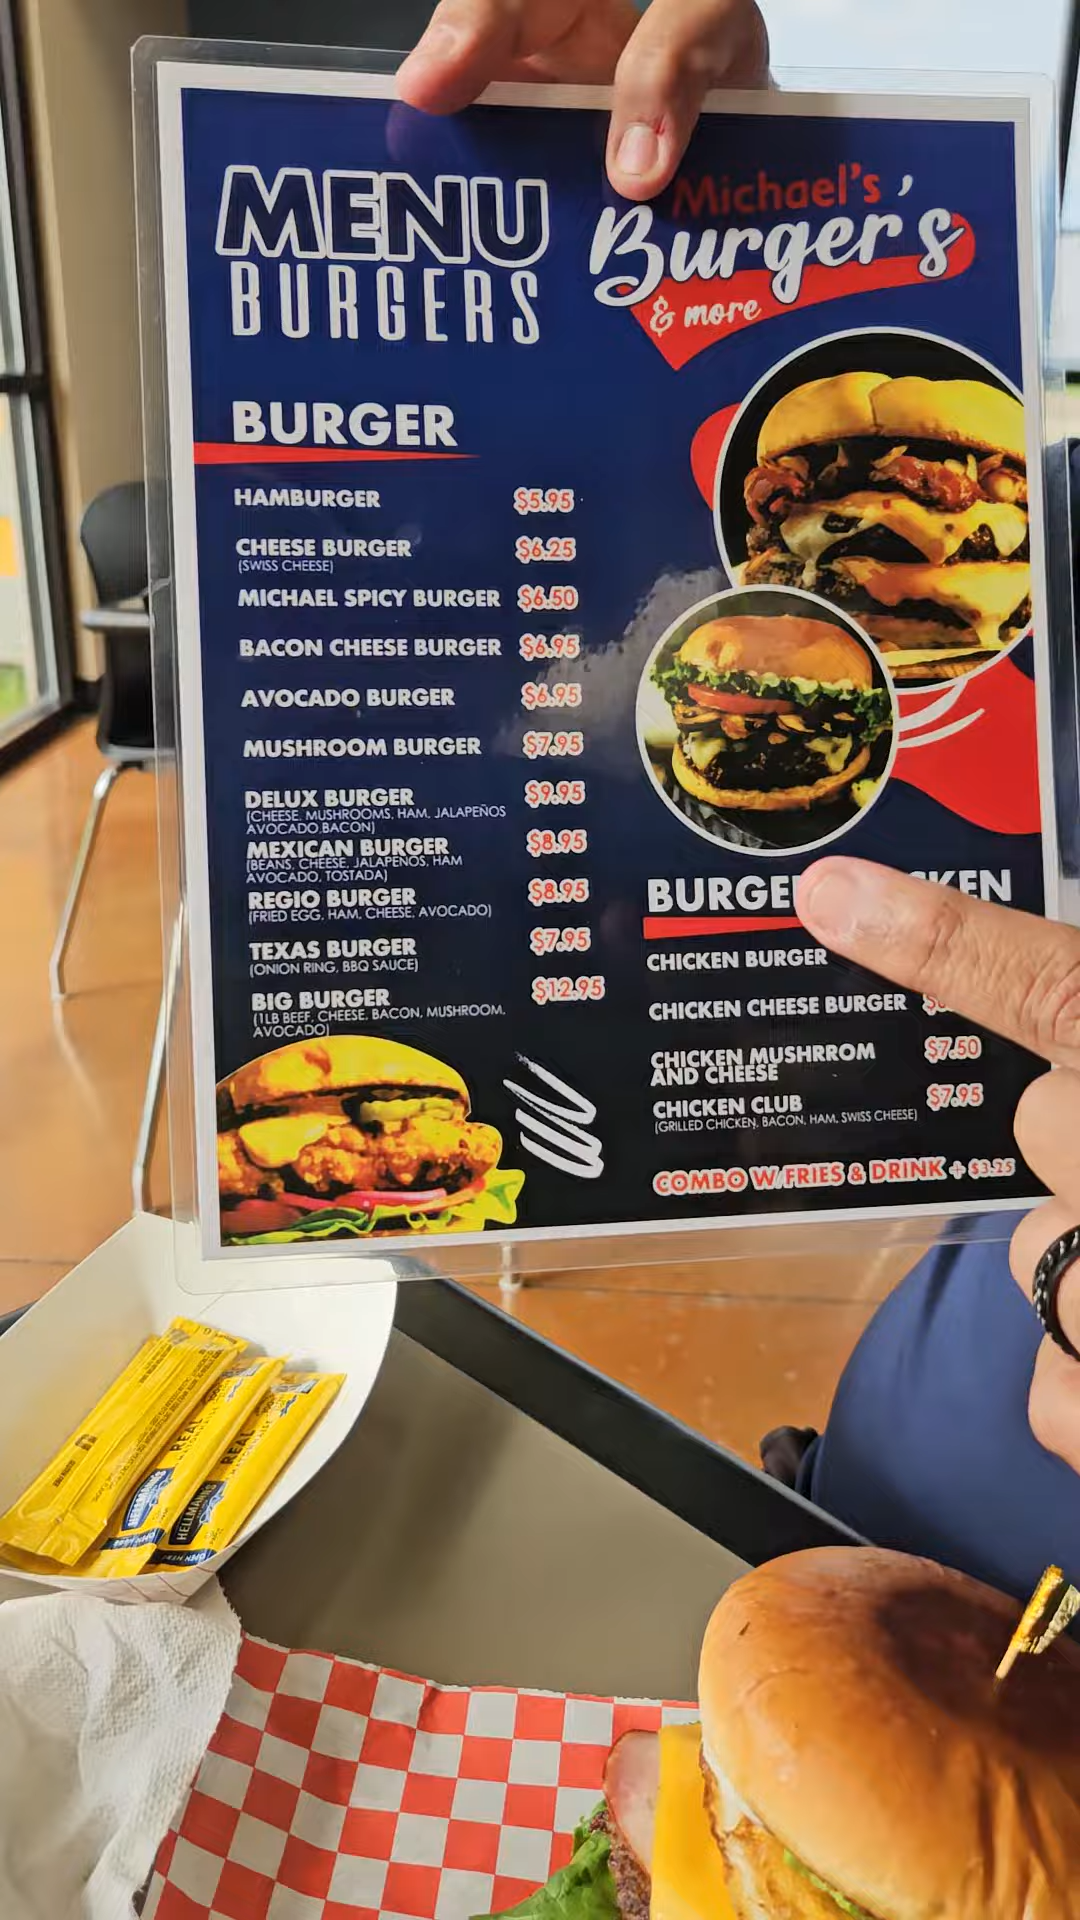 MENU
BURGERS
Michael's
Burger's
& more
BURGER
HAMBURGER $5.95
CHEESE BURGER $6.25
(SWISS CHEESE)
MICHAEL SPICY BURGER $6.50
BACON CHEESE BURGER $6.95
AVOCADO BURGER $6.95
MUSHROOM BURGER $7.95
DELUX BURGER $9.95
(CHEESE, MUSHROOMS, HAM, JALAPEÑOS
AVOCADO,BACON)
MEXICAN BURGER $8.95
(BEANS, CHEESE, JALAPENOS, HAM
AVOCADO, TOSTADA)
REGIO BURGER $8.95
(FRIED EGG, HAM, CHEESE, AVOCADO)
TEXAS BURGER $7.95
(ONION RING, BBQ SAUCE)
BIG BURGER $12.95
(1LB BEEF, CHEESE, BACON, MUSHROOM,
AVOCADO)
CHICKEN BURGER
CHICKEN CHEESE BURGER
CHICKEN MUSHRROM $7.50
AND CHEESE
CHICKEN CLUB $7.95
(GRILLED CHICKEN, BACON, HAM, SWISS CHEESE)
COMBO W/FRIES & DRINK + $3.25
REAL
HELLMANN'S
REAL
HELLMANN'S